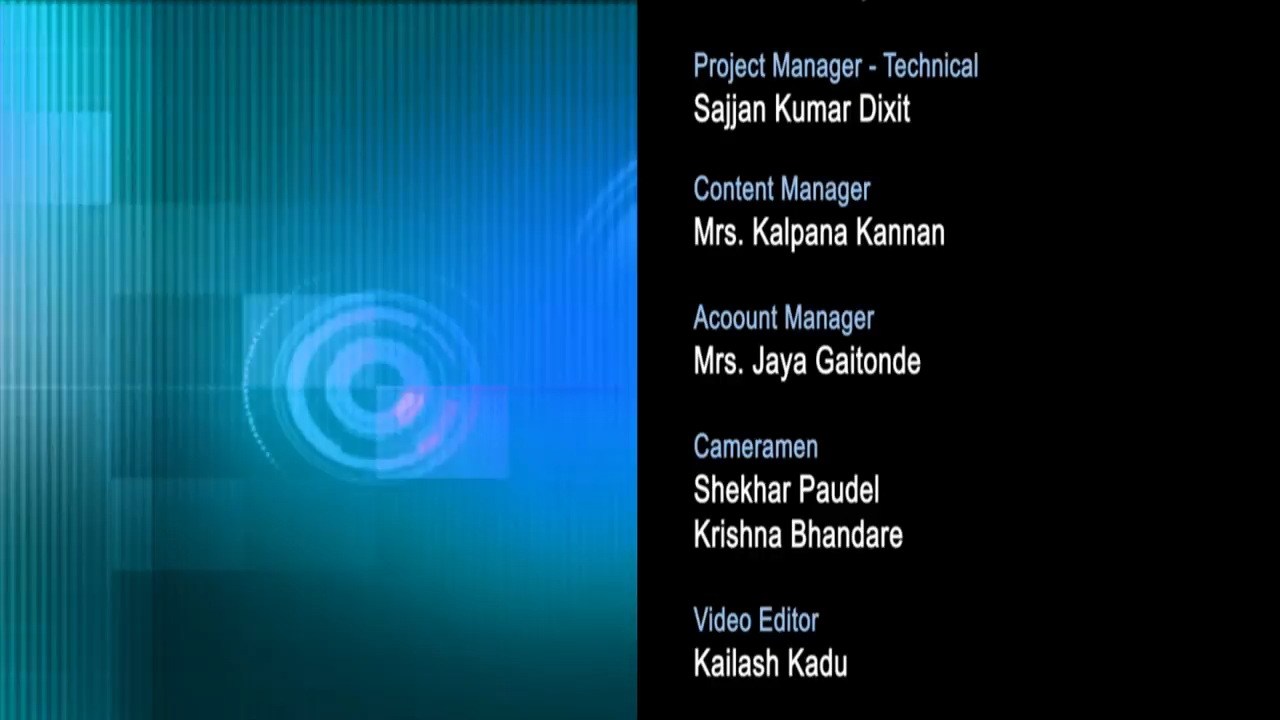 Project Manager - Technical
Sajjan Kumar Dixit
Content Manager
Mrs. Kalpana Kannan
Acoount Manager
Mrs. Jaya Gaitonde
Cameramen
Shekhar Paudel
Krishna Bhandare
Video Editor
Kailash Kadu